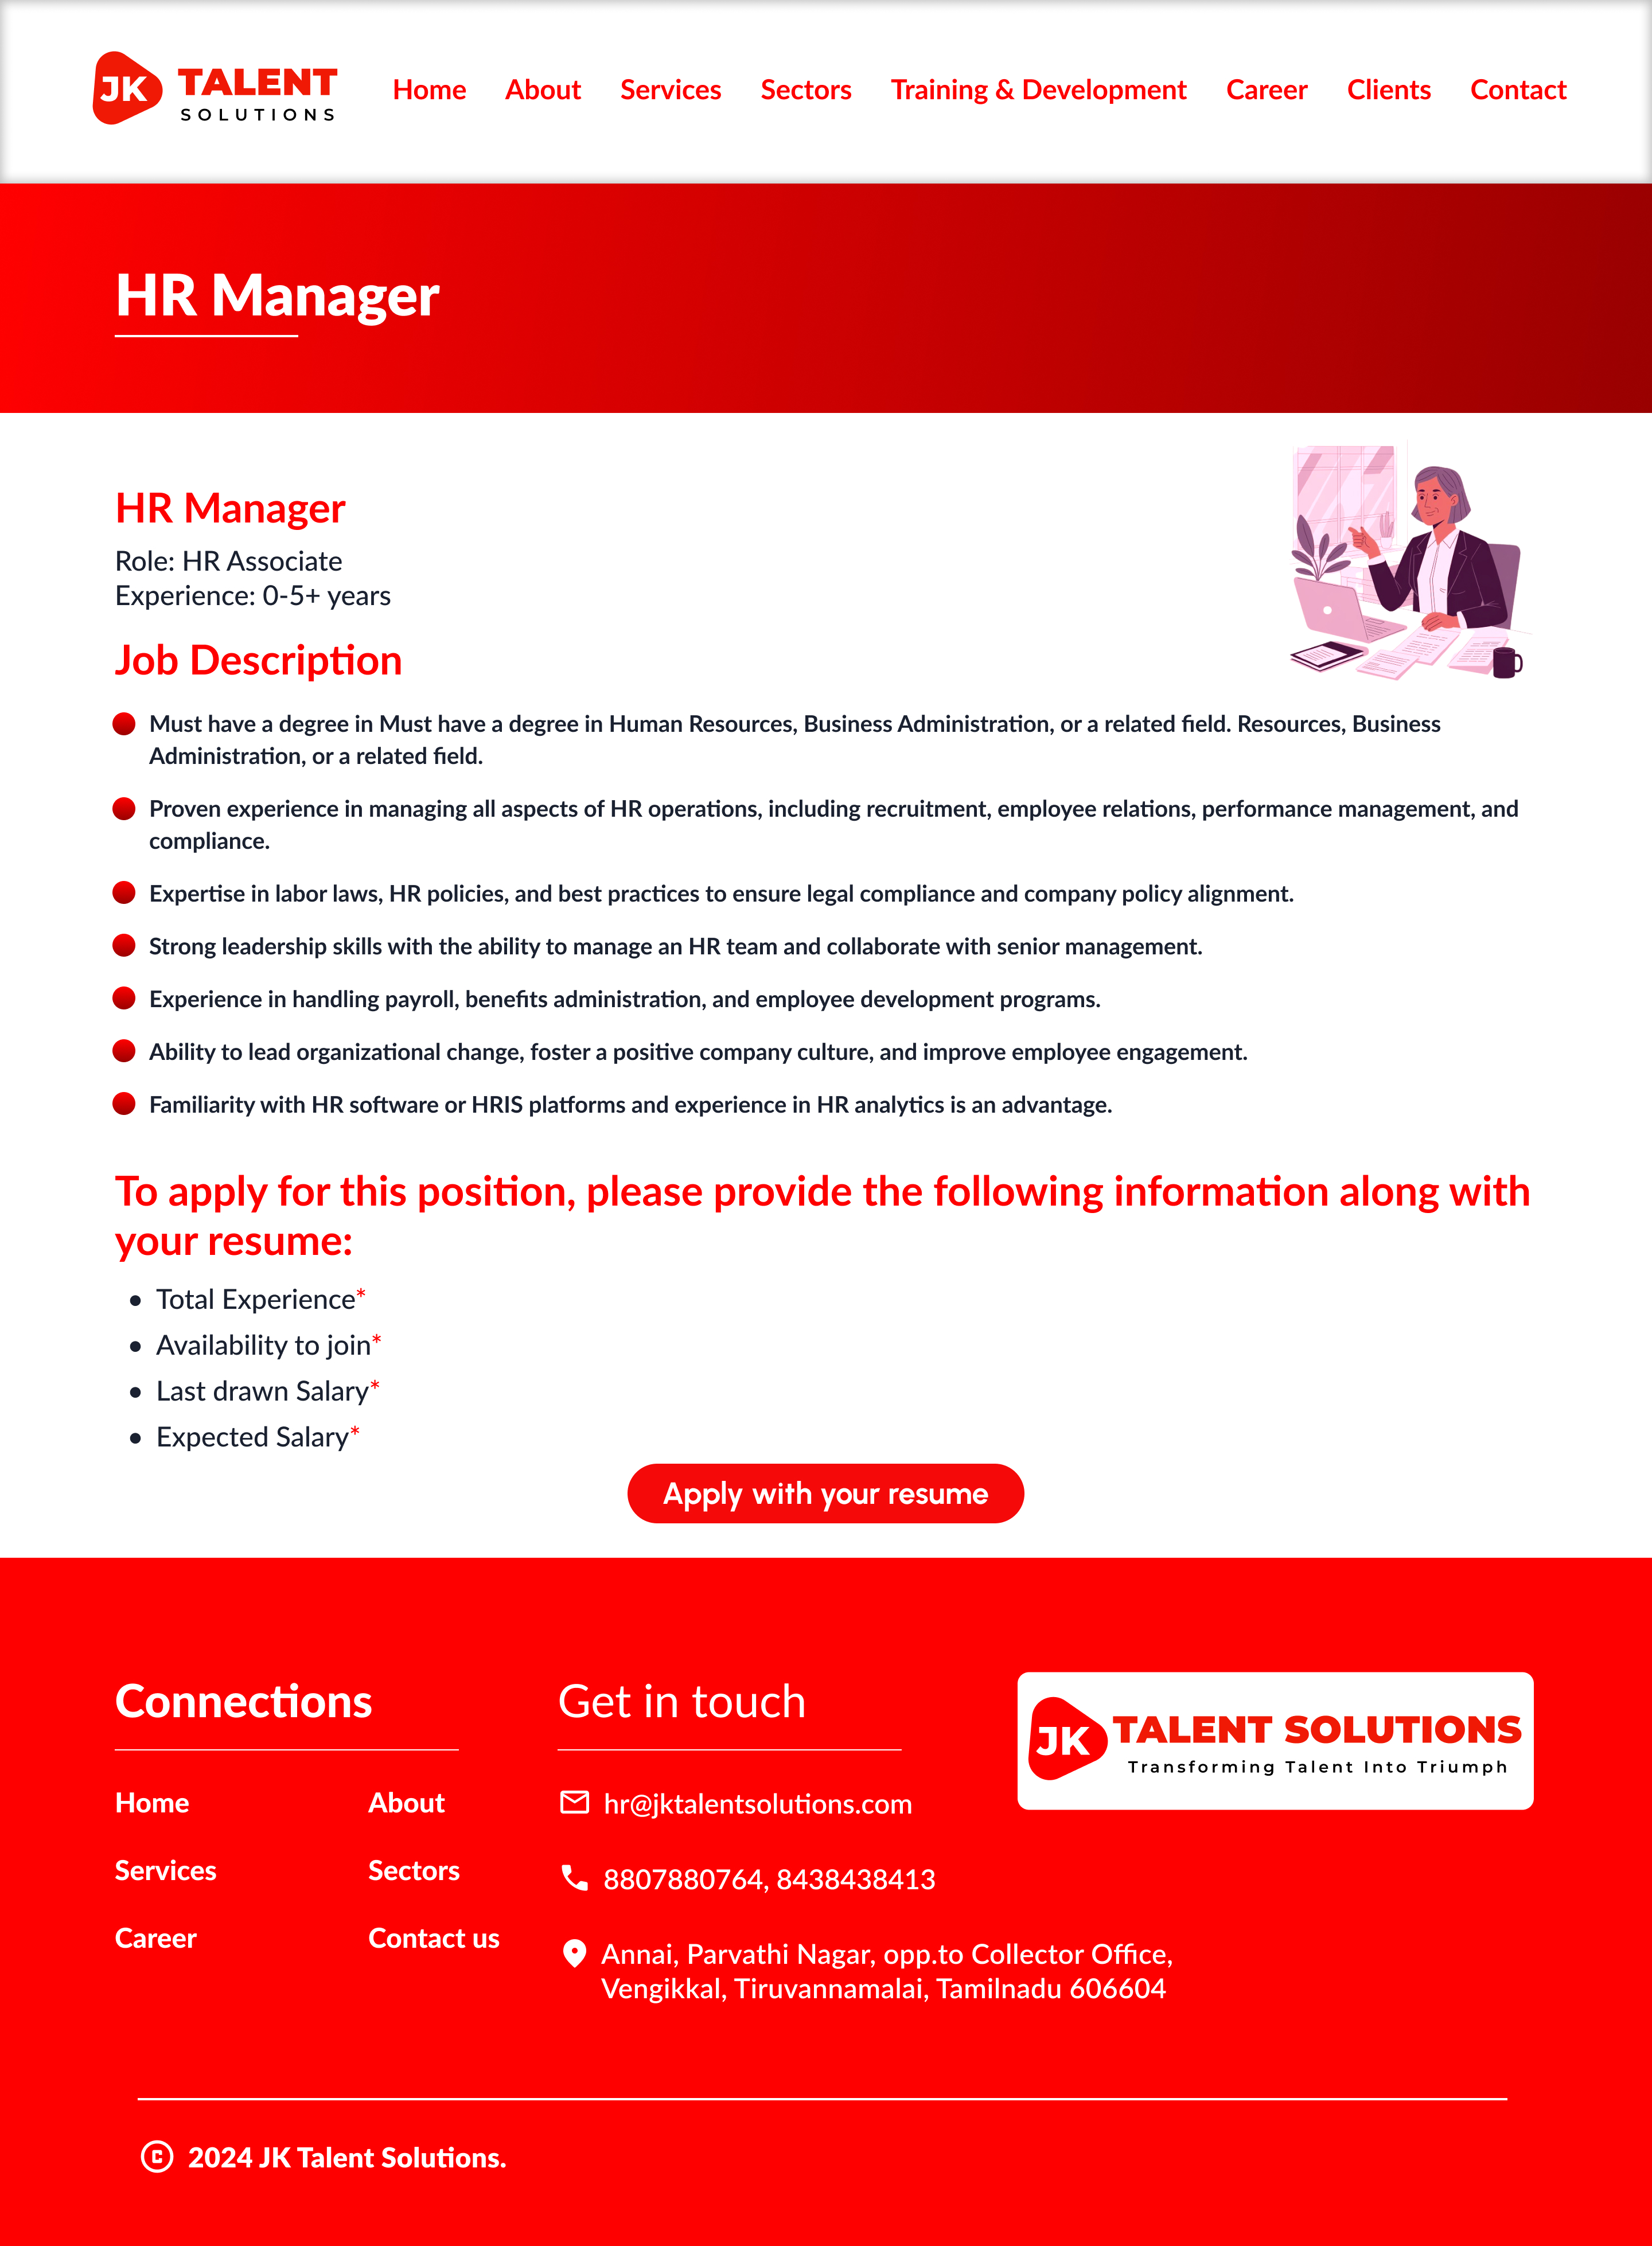 JK TALENT
SOLUTIONS
Home About Services Sectors Training & Development Career Clients Contact
HR Manager
HR Manager
Role: HR Associate
Experience: 0-5+ years
Job Description
Must have a degree in Must have a degree in Human Resources, Business Administration, or a related field. Resources, Business
Administration, or a related field.
Proven experience in managing all aspects of HR operations, including recruitment, employee relations, performance management, and
compliance.
Expertise in labor laws, HR policies, and best practices to ensure legal compliance and company policy alignment.
Strong leadership skills with the ability to manage an HR team and collaborate with senior management.
Experience in handling payroll, benefits administration, and employee development programs.
Ability to lead organizational change, foster a positive company culture, and improve employee engagement.
Familiarity with HR software or HRIS platforms and experience in HR analytics is an advantage.
To apply for this position, please provide the following information along with
your resume:
• Total Experience*
• Availability to join*
• Last drawn Salary*
• Expected Salary*
Apply with your resume
Connections
Home About
Services Sectors
Career Contact us
Get in touch
hr@jktalentsolutions.com
8807880764, 8438438413
Annai, Parvathi Nagar, opp.to Collector Office,
Vengikkal, Tiruvannamalai, Tamilnadu 606604
JK TALENT SOLUTIONS
Transforming Talent Into Triumph
© 2024 JK Talent Solutions.